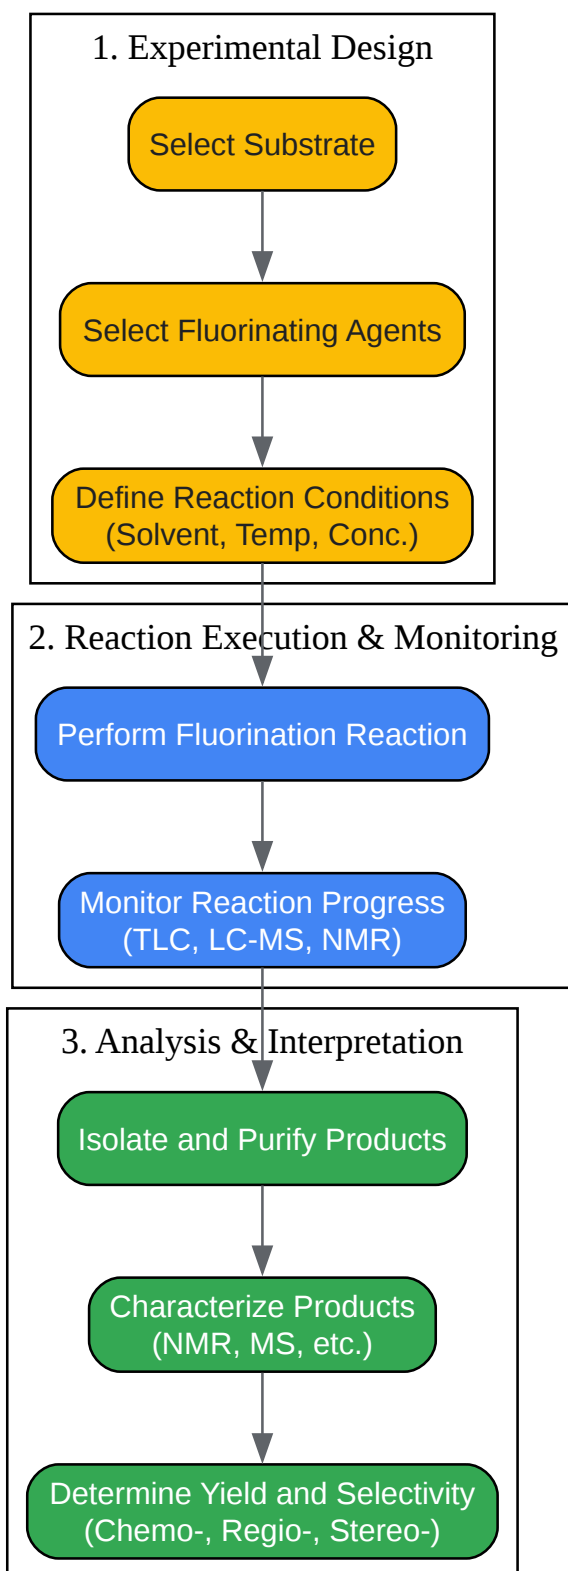 1. Experimental Design
Select Substrate
Select Fluorinating Agents
Define Reaction Conditions
(Solvent, Temp, Conc.)
2. Reaction Execution & Monitoring
Perform Fluorination Reaction
Monitor Reaction Progress
(TLC, LC-MS, NMR)
3. Analysis & Interpretation
Isolate and Purify Products
Characterize Products
(NMR, MS, etc.)
Determine Yield and Selectivity
(Chemo-, Regio-, Stereo-)